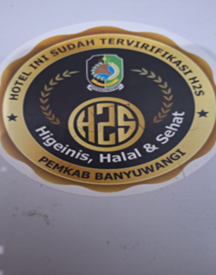 HOTEL INI SUDAH TERVIRIFIKASI H2S
H2S
Higeinis, Halal & Sehat
PEMKAB BANYUWANGI